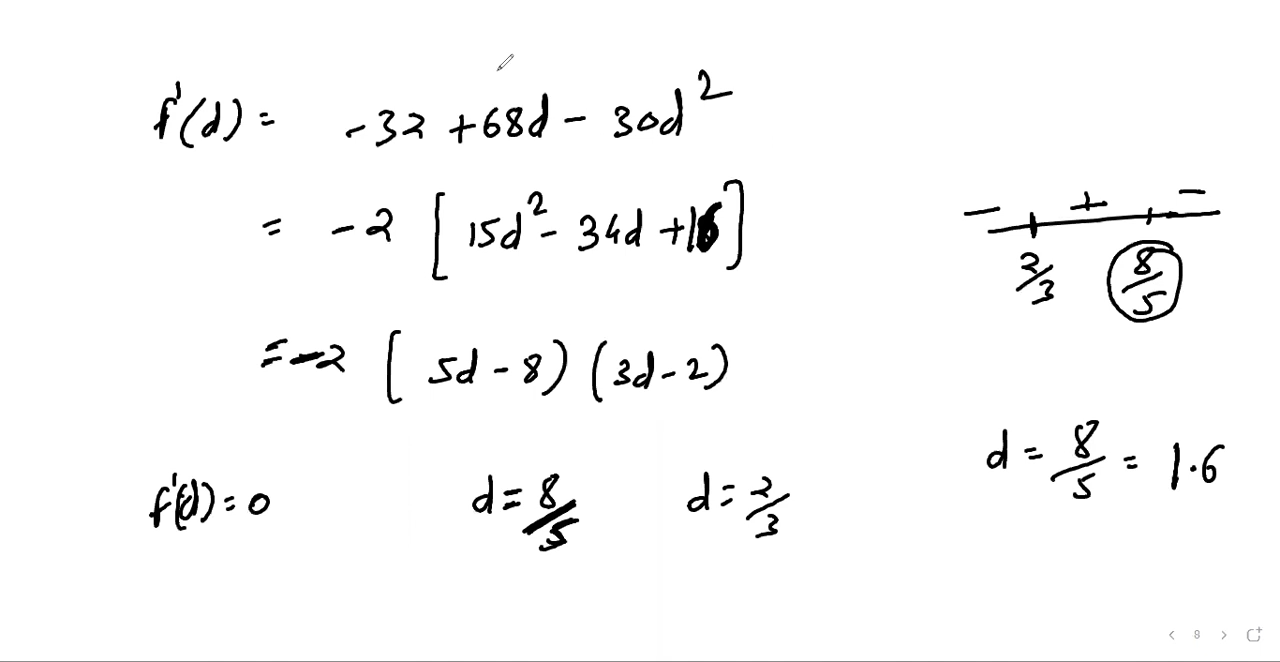 f'(d) = -32 + 68d - 30d²
= -2 [ 15d² - 34d + 16 ]
= -2 [ 5d - 8 ) ( 3d - 2 )
f'(d) = 0 d = 8/5 d = 2/3
- + -
2/3 8/5
d = 8/5 = 1.6
< 8 >